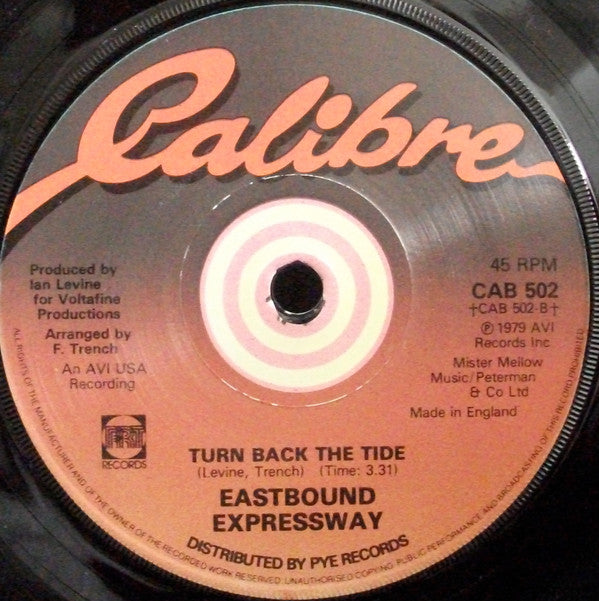 Calibre
Produced by
Ian Levine
for Voltafine
Productions
Arranged by
F. Trench
An AVI USA
Recording
45 RPM
CAB 502
†CAB 502-B†
℗ 1979 AVI
Records Inc
Mister Mellow
Music/Peterman
& Co Ltd
Made in England
PRT
RECORDS
TURN BACK THE TIDE
(Levine, Trench) (Time: 3.31)
EASTBOUND
EXPRESSWAY
DISTRIBUTED BY PYE RECORDS
ALL RIGHTS OF THE MANUFACTURER AND OF THE OWNER OF THE RECORDED WORK RESERVED. UNAUTHORISED COPYING, PUBLIC PERFORMANCE AND BROADCASTING OF THIS RECORD PROHIBITED